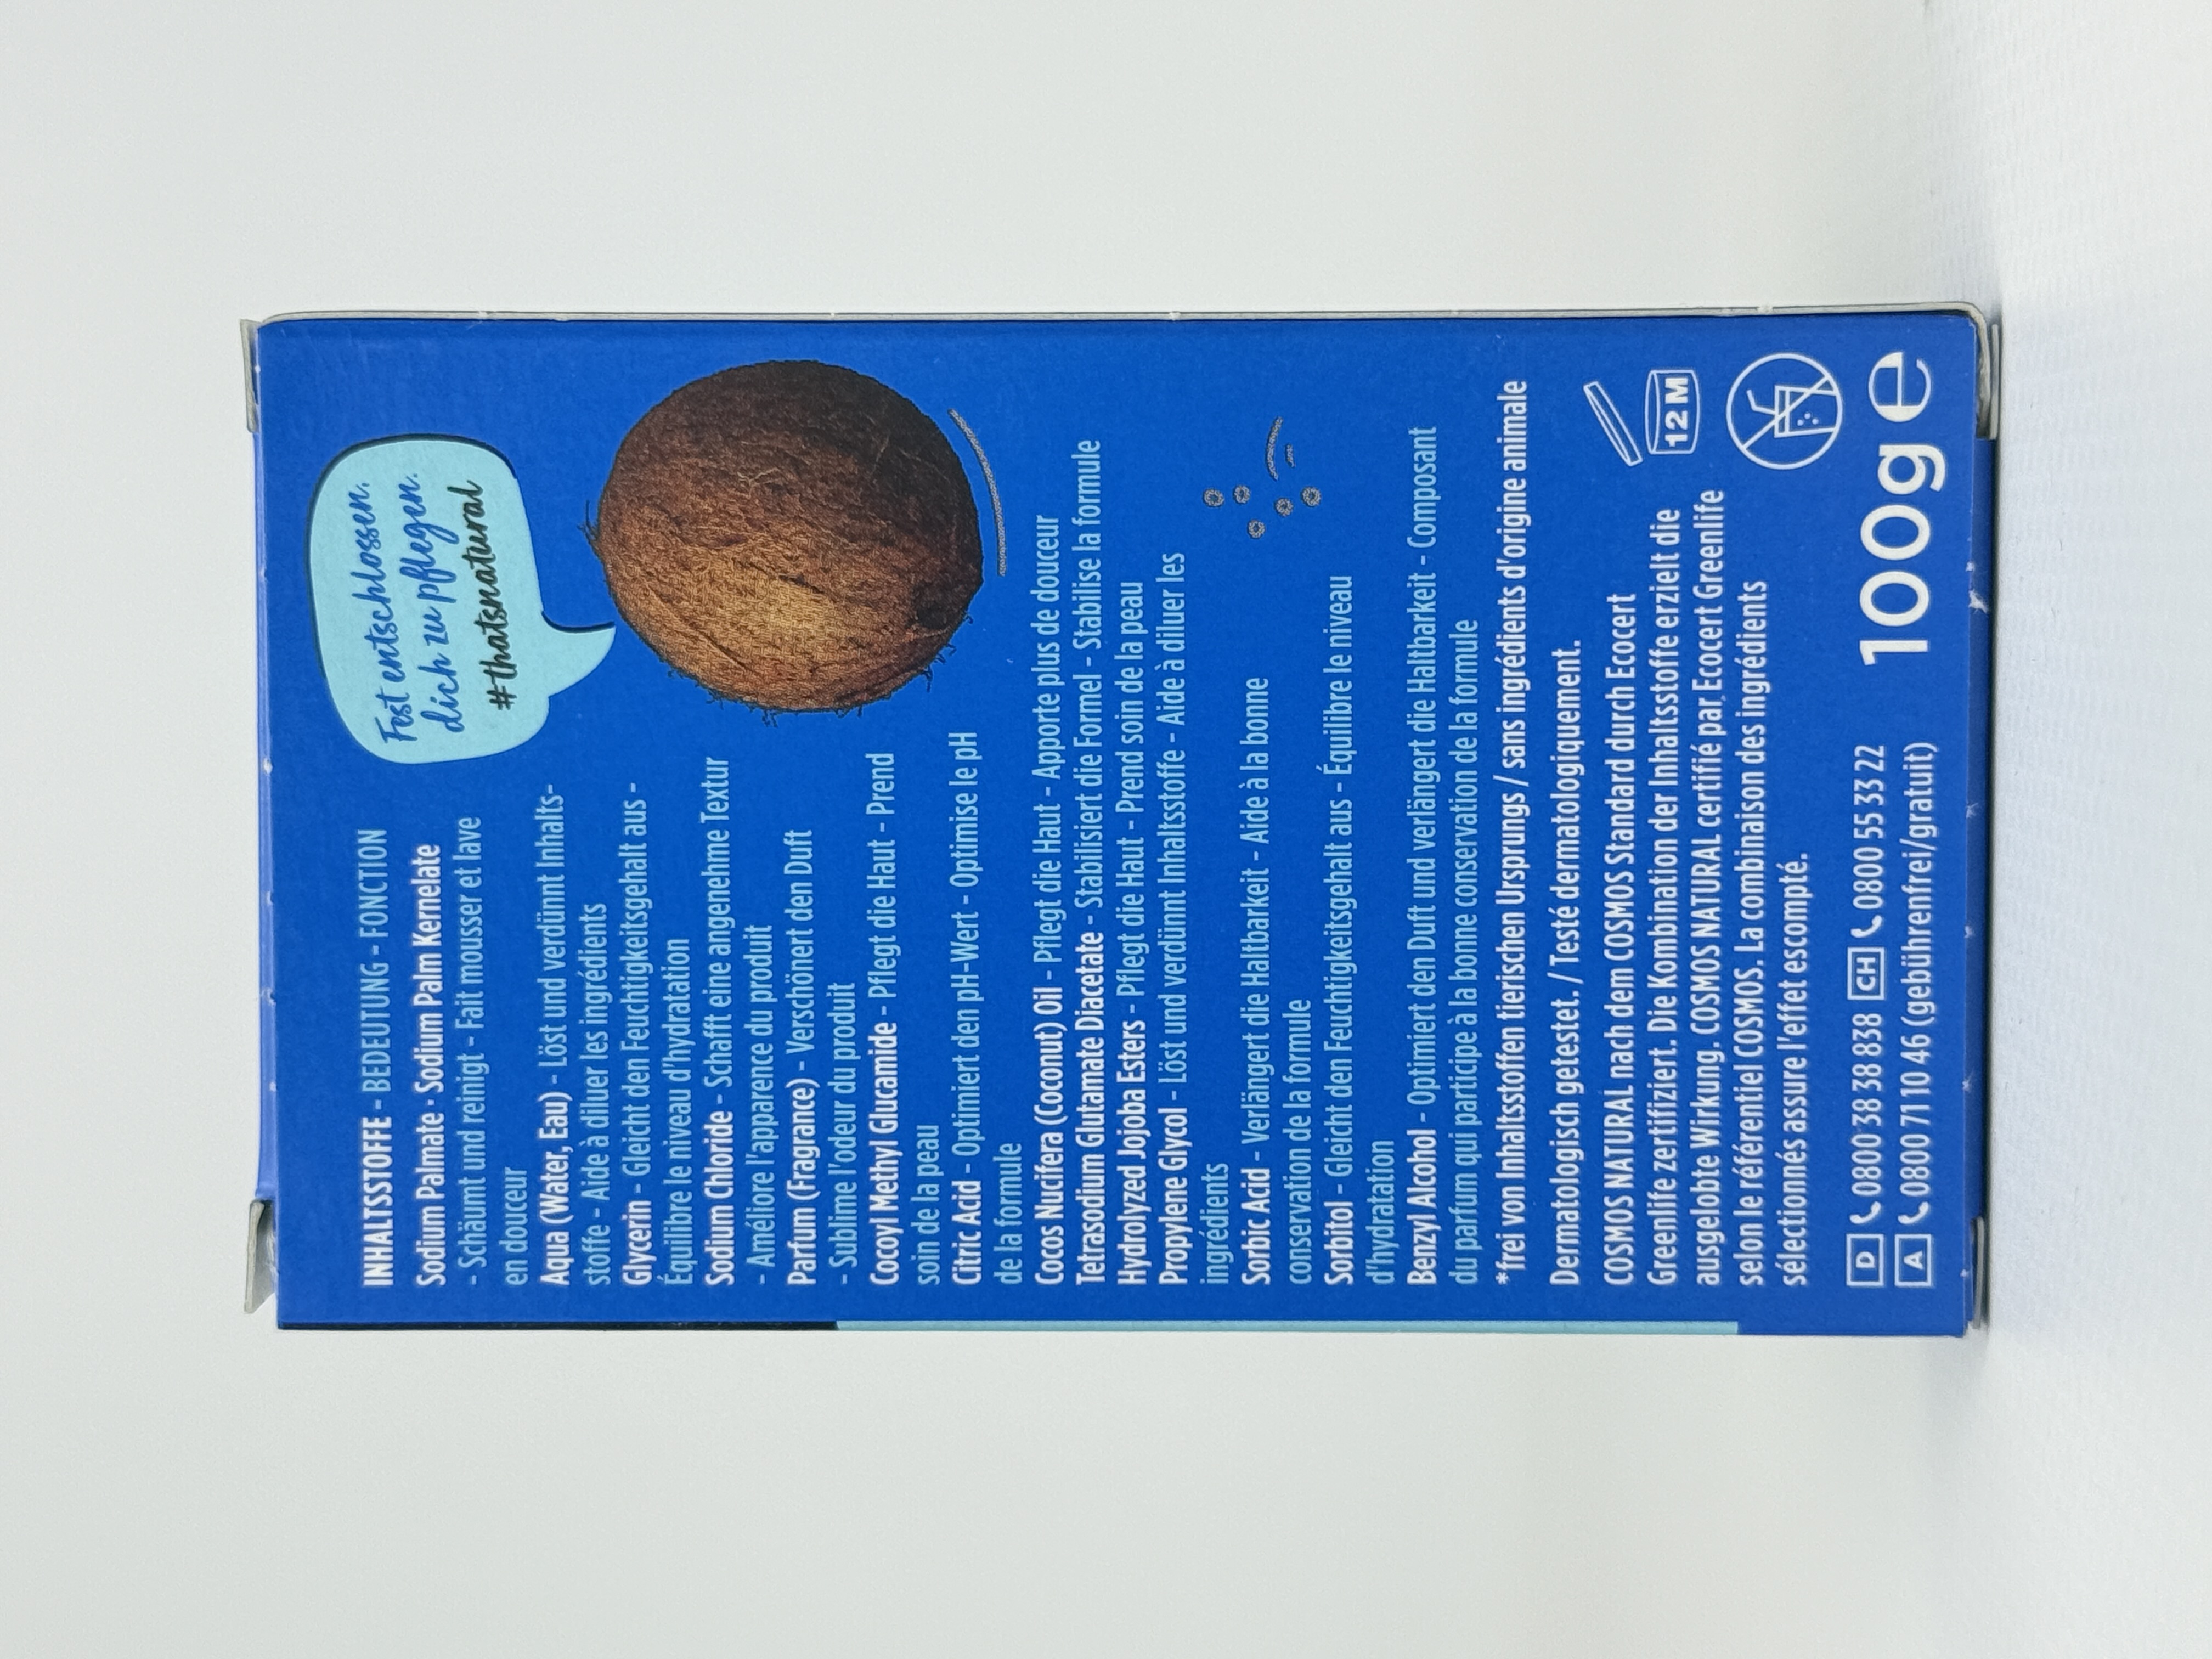 Fest entschlossen.
dich zu pflegen.
#thatsnatural
INHALTSSTOFFE - BEDEUTUNG - FONCTION
Sodium Palmate · Sodium Palm Kernelate
- Schäumt und reinigt - Fait mousser et lave
en douceur
Aqua (Water, Eau) - Löst und verdünnt Inhalts-
stoffe - Aide à diluer les ingrédients
Glycerin - Gleicht den Feuchtigkeitsgehalt aus -
Équilibre le niveau d'hydratation
Sodium Chloride - Schafft eine angenehme Textur
- Améliore l'apparence du produit
Parfum (Fragrance) - Verschönert den Duft
- Sublime l'odeur du produit
Cocoyl Methyl Glucamide - Pflegt die Haut - Prend
soin de la peau
Citric Acid - Optimiert den pH-Wert - Optimise le pH
de la formule
Cocos Nucifera (Coconut) Oil - Pflegt die Haut - Apporte plus de douceur
Tetrasodium Glutamate Diacetate - Stabilisiert die Formel - Stabilise la formule
Hydrolyzed Jojoba Esters - Pflegt die Haut - Prend soin de la peau
Propylene Glycol - Löst und verdünnt Inhaltsstoffe - Aide à diluer les
ingrédients
Sorbic Acid - Verlängert die Haltbarkeit - Aide à la bonne
conservation de la formule
Sorbitol - Gleicht den Feuchtigkeitsgehalt aus - Équilibre le niveau
d'hydratation
Benzyl Alcohol - Optimiert den Duft und verlängert die Haltbarkeit - Composant
du parfum qui participe à la bonne conservation de la formule
*frei von Inhaltsstoffen tierischen Ursprungs / sans ingrédients d'origine animale
Dermatologisch getestet. / Testé dermatologiquement.
COSMOS NATURAL nach dem COSMOS Standard durch Ecocert
Greenlife zertifiziert. Die Kombination der Inhaltsstoffe erzielt die
ausgelobte Wirkung. COSMOS NATURAL certifié par Ecocert Greenlife
selon le référentiel COSMOS. La combinaison des ingrédients
sélectionnés assure l'effet escompté.
12 M
D 0800 38 38 838 CH 0800 55 33 22
A 0800 71 10 46 (gebührenfrei/gratuit)
100g e